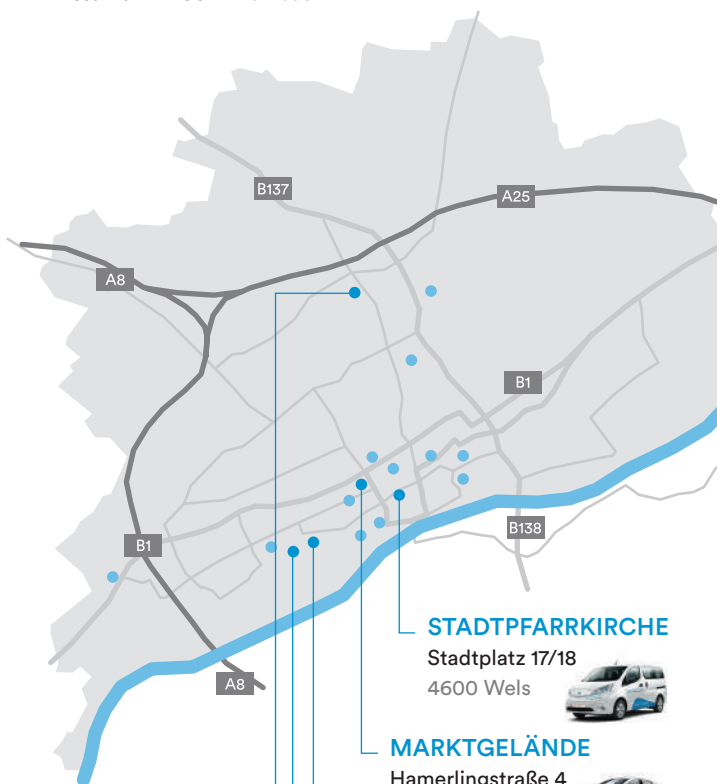 B137
A25
A8
B1
B1
B138
A8
STADTPFARRKIRCHE
Stadtplatz 17/18
4600 Wels
MARKTGELÄNDE
Hamerlingstraße 4